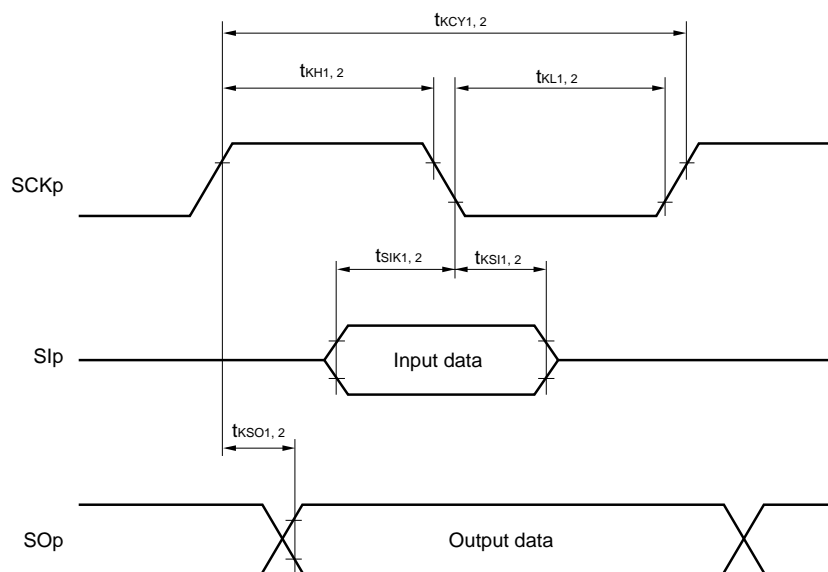 tKCY1, 2
tKH1, 2
tKL1, 2
SCKp
tSIK1, 2
tKSI1, 2
SIp
Input data
tKSO1, 2
SOp
Output data